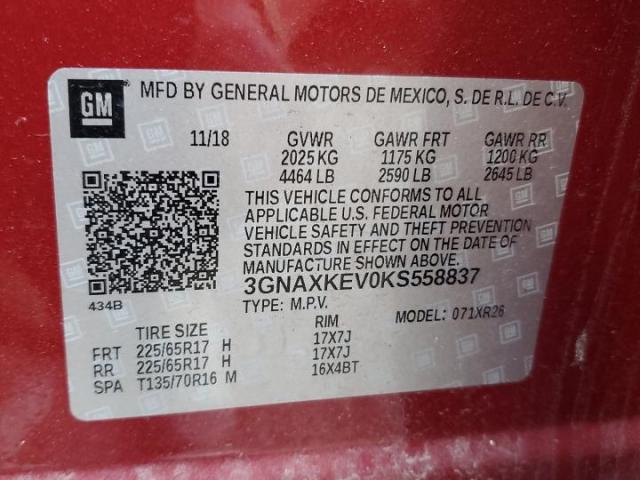 GM MFD BY GENERAL MOTORS DE MEXICO, S. DE R.L. DE C.V.
11/18 GVWR GAWR FRT GAWR RR
2025 KG 1175 KG 1200 KG
4464 LB 2590 LB 2645 LB
THIS VEHICLE CONFORMS TO ALL
APPLICABLE U.S. FEDERAL MOTOR
VEHICLE SAFETY AND THEFT PREVENTION
STANDARDS IN EFFECT ON THE DATE OF
MANUFACTURE SHOWN ABOVE.
3GNAXKEV0KS558837
434B
TYPE: M.P.V. MODEL: 071XR26
TIRE SIZE RIM
FRT 225/65R17 H 17X7J
RR 225/65R17 H 17X7J
SPA T135/70R16 M 16X4BT